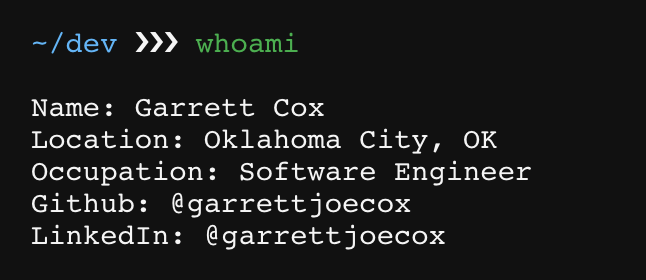 ~/dev ❯❯❯ whoami
Name: Garrett Cox
Location: Oklahoma City, OK
Occupation: Software Engineer
Github: @garrettjoecox
LinkedIn: @garrettjoecox